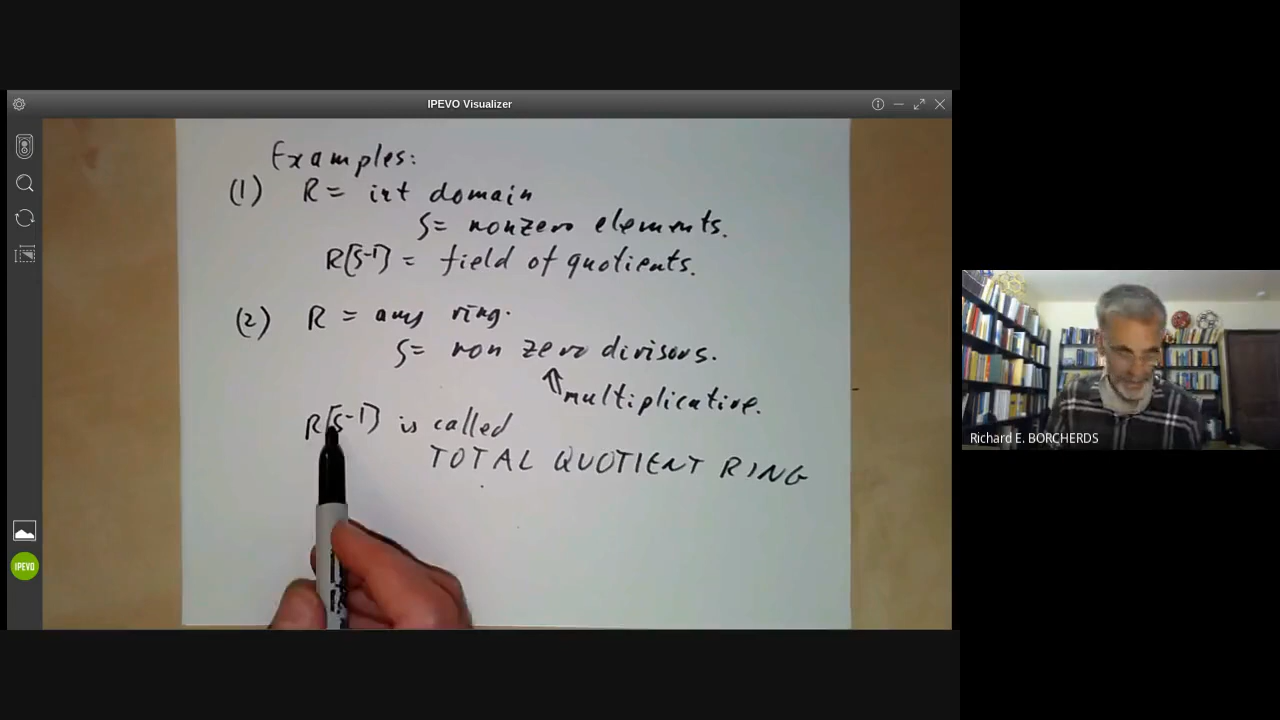 IPEVO Visualizer
Examples:
(1) R = int domain
S = nonzero elements.
R[S⁻¹] = field of quotients.
(2) R = any ring.
S = non zero divisors.
multiplicative.
R[S⁻¹] is called
TOTAL QUOTIENT RING
IPEVO
Richard E. BORCHERDS